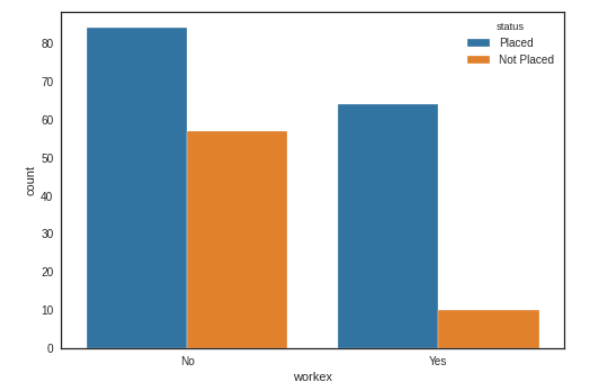 status
Placed
Not Placed
80
70
60
50
40
30
20
10
0
count
No
Yes
workex